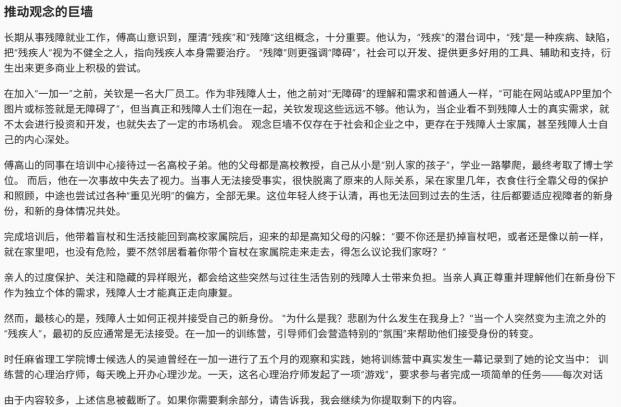 推动观念的巨墙
长期从事残障就业工作，傅高山意识到，厘清“残疾”和“残障”这组概念，十分重要。他认为，“残疾”的潜台词中，“残”是一种疾病、缺陷，
把“残疾人”视为不健全之人，指向残疾人本身需要治疗。 “残障”则更强调“障碍”，社会可以开发、提供更多好用的工具、辅助和支持，衍
生出来更多商业上积极的尝试。
在加入“一加一”之前，关钦是一名大厂员工。作为非残障人士，他之前对“无障碍”的理解和需求和普通人一样，“可能在网站或APP里加个
图片或标签就是无障碍了”，但当真正和残障人士们泡在一起，关钦发现这些远远不够。他认为，当企业看不到残障人士的真实需求，就
不太会进行投资和开发，也就失去了一定的市场机会。 观念巨墙不仅存在于社会和企业之中，更存在于残障人士家属，甚至残障人士自
己的内心深处。
傅高山的同事在培训中心接待过一名高校子弟。他的父母都是高校教授，自己从小是“别人家的孩子”，学业一路攀爬，最终考取了博士学
位。 而后，他在一次事故中失去了视力。当事人无法接受事实，很快脱离了原来的人际关系，呆在家里几年，衣食住行全靠父母的保护
和照顾，中途也尝试过各种“重见光明”的偏方，全部无果。这位年轻人终于认清，再也无法回到过去的生活，往后都要适应视障者的新身
份，和新的身体情况共处。
完成培训后，他带着盲杖和生活技能回到高校家属院后，迎来的却是高知父母的闪躲：“要不你还是扔掉盲杖吧，或者还是像以前一样，
就在家里吧，也没有危险，要不然邻居看着你带个盲杖在家属院走来走去，得怎么议论我们家呀？”
亲人的过度保护、关注和隐藏的异样眼光，都会给这些突然与过往生活告别的残障人士带来负担。当亲人真正尊重并理解他们在新身份下
作为独立个体的需求，残障人士才能真正走向康复。
然而，最核心的是，残障人士如何正视并接受自己的新身份。 “为什么是我？悲剧为什么发生在我身上？”当一个人突然变为主流之外的
“残疾人”，最初的反应通常是无法接受。在一加一的训练营，引导师们会营造特别的“氛围”来帮助他们接受身份的转变。
时任麻省理工学院博士候选人的吴迪曾经在一加一进行了五个月的观察和实践，她将训练营中真实发生一幕记录到了她的论文当中： 训
练营的心理治疗师，每天晚上开办心理沙龙。一天，这名心理治疗师发起了一项“游戏”，要求参与者完成一项简单的任务——每次对话
由于内容较多，上述信息被截断了。如果你需要剩余部分，请告诉我，我会继续为你提取剩下的内容。